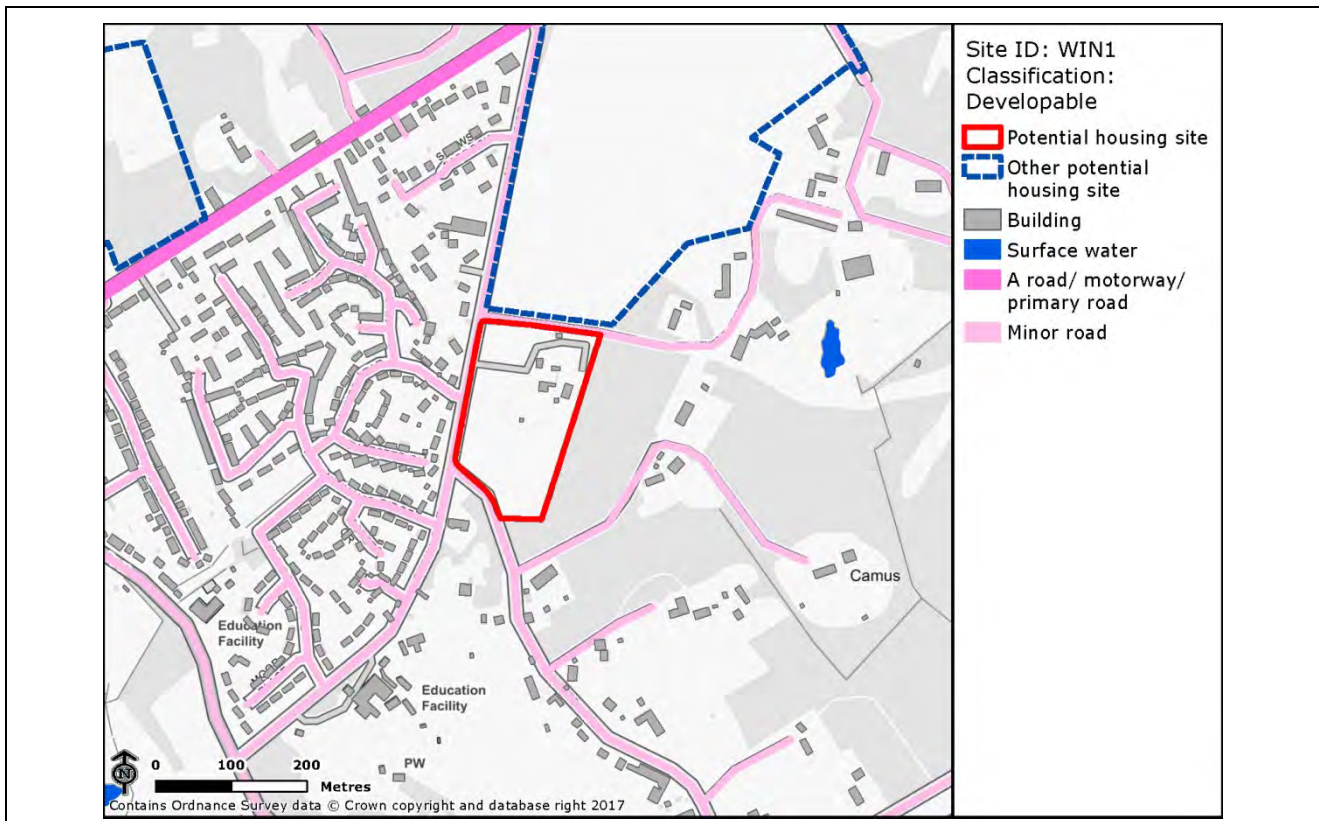 Site ID: WIN1
Classification:
Developable
Potential housing site
Other potential
housing site
Building
Surface water
A road/ motorway/
primary road
Minor road
Camus
Education
Facility
Education
Facility
PW
N
0 100 200
Metres
Contains Ordnance Survey data © Crown copyright and database right 2017